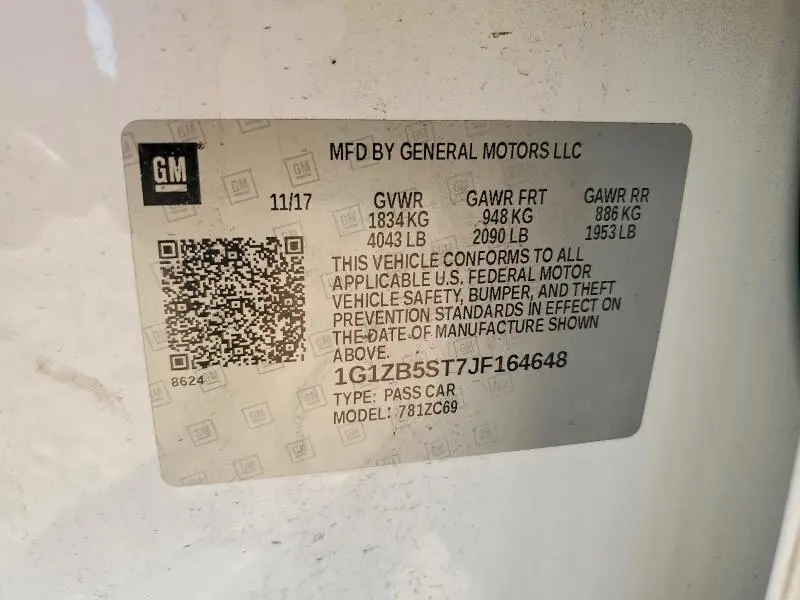 GM
MFD BY GENERAL MOTORS LLC
11/17 GVWR GAWR FRT GAWR RR
1834 KG 948 KG 886 KG
4043 LB 2090 LB 1953 LB
THIS VEHICLE CONFORMS TO ALL
APPLICABLE U.S. FEDERAL MOTOR
VEHICLE SAFETY, BUMPER, AND THEFT
PREVENTION STANDARDS IN EFFECT ON
THE DATE OF MANUFACTURE SHOWN
ABOVE.
8624
1G1ZB5ST7JF164648
TYPE: PASS CAR
MODEL: 781ZC69